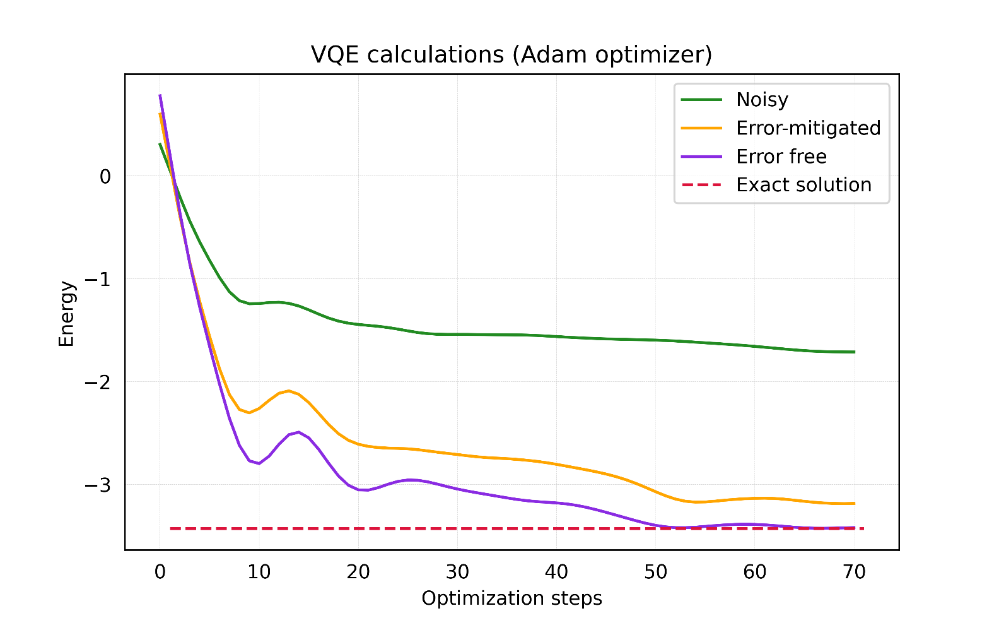 VQE calculations (Adam optimizer)
Noisy
Error-mitigated
Error free
Exact solution
0
−1
−2
−3
Energy
0 10 20 30 40 50 60 70
Optimization steps